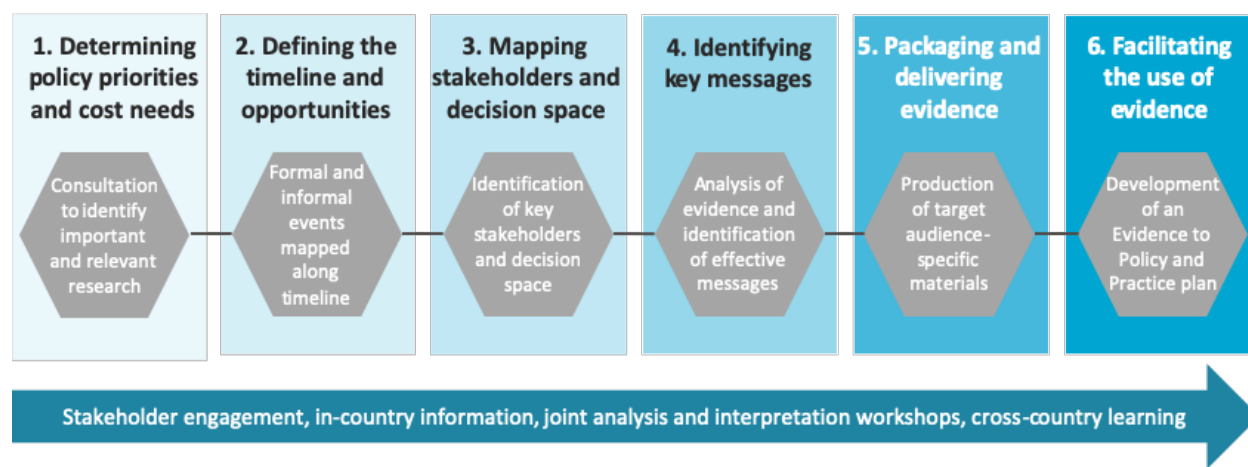 1. Determining
policy priorities
and cost needs
Consultation
to identify
important
and relevant
research
2. Defining the
timeline and
opportunities
Formal and
informal
events
mapped
along
timeline
3. Mapping
stakeholders and
decision space
Identification
of key
stakeholders
and decision
space
4. Identifying
key messages
Analysis of
evidence and
identification
of effective
messages
5. Packaging and
delivering
evidence
Production
of target
audience-
specific
materials
6. Facilitating
the use of
evidence
Development
of an
Evidence to
Policy and
Practice plan
Stakeholder engagement, in-country information, joint analysis and interpretation workshops, cross-country learning